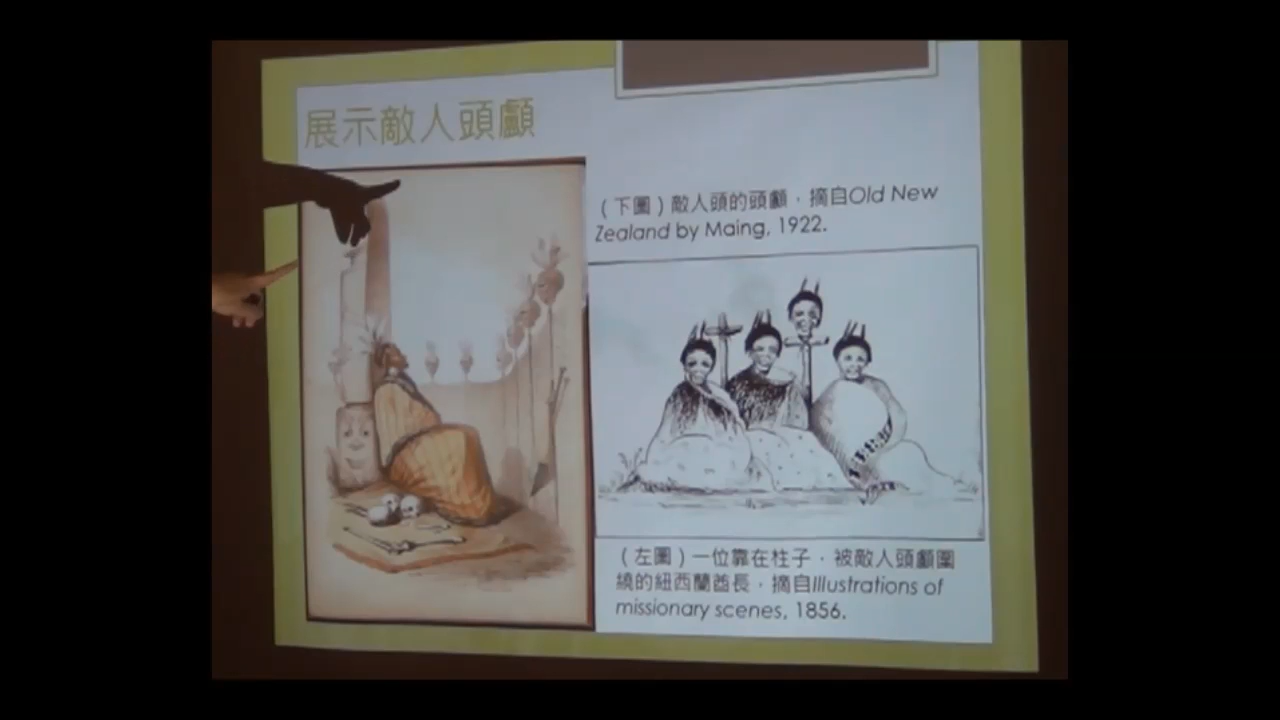 展示敵人頭顱
(下圖)敵人頭的頭顱，摘自Old New
Zealand by Maing, 1922.
(左圖)一位靠在柱子，被敵人頭顱圍
繞的紐西蘭酋長，摘自Illustrations of
missionary scenes, 1856.